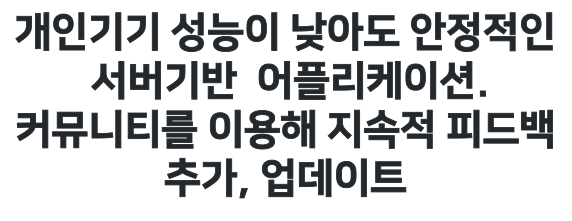 개인기기 성능이 낮아도 안정적인
서버기반 어플리케이션.
커뮤니티를 이용해 지속적 피드백
추가, 업데이트